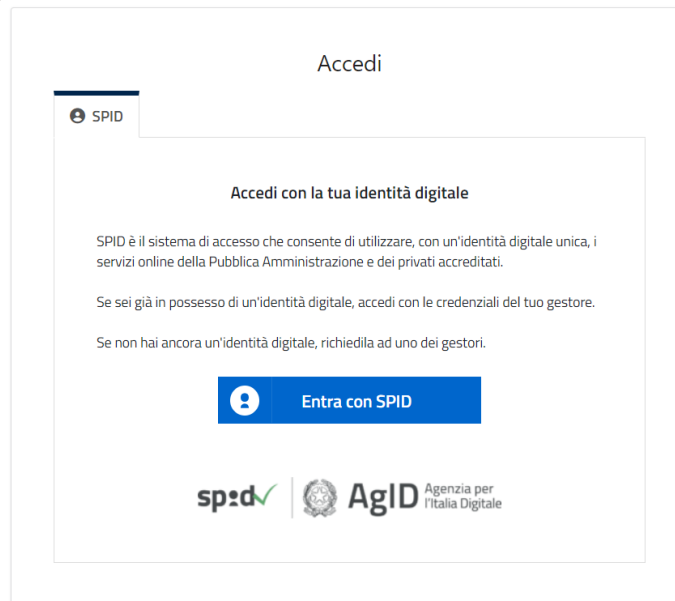 Accedi
SPID
Accedi con la tua identità digitale
SPID è il sistema di accesso che consente di utilizzare, con un'identità digitale unica, i
servizi online della Pubblica Amministrazione e dei privati accreditati.
Se sei già in possesso di un'identità digitale, accedi con le credenziali del tuo gestore.
Se non hai ancora un'identità digitale, richiedila ad uno dei gestori.
Entra con SPID
spid AgID Agenzia per
l'Italia Digitale